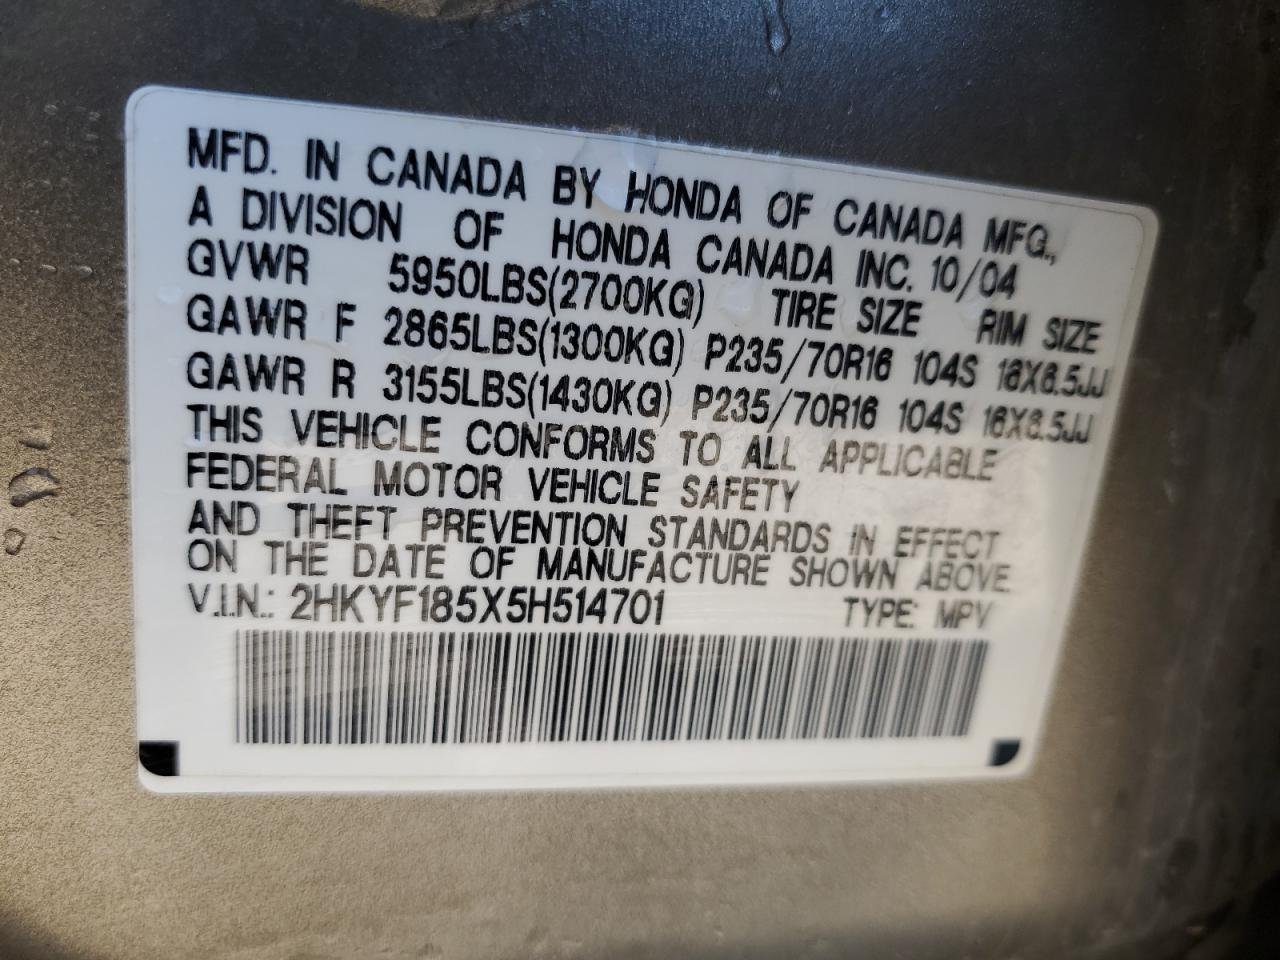 MFD. IN CANADA BY HONDA OF CANADA MFG.,
A DIVISION OF HONDA CANADA INC. 10/04
GVWR 5950LBS(2700KG) TIRE SIZE RIM SIZE
GAWR F 2865LBS(1300KG) P235/70R16 104S 16X6.5JJ
GAWR R 3155LBS(1430KG) P235/70R16 104S 16X6.5JJ
THIS VEHICLE CONFORMS TO ALL APPLICABLE
FEDERAL MOTOR VEHICLE SAFETY
AND THEFT PREVENTION STANDARDS IN EFFECT
ON THE DATE OF MANUFACTURE SHOWN ABOVE.
V.I.N.: 2HKYF185X5H514701 TYPE: MPV